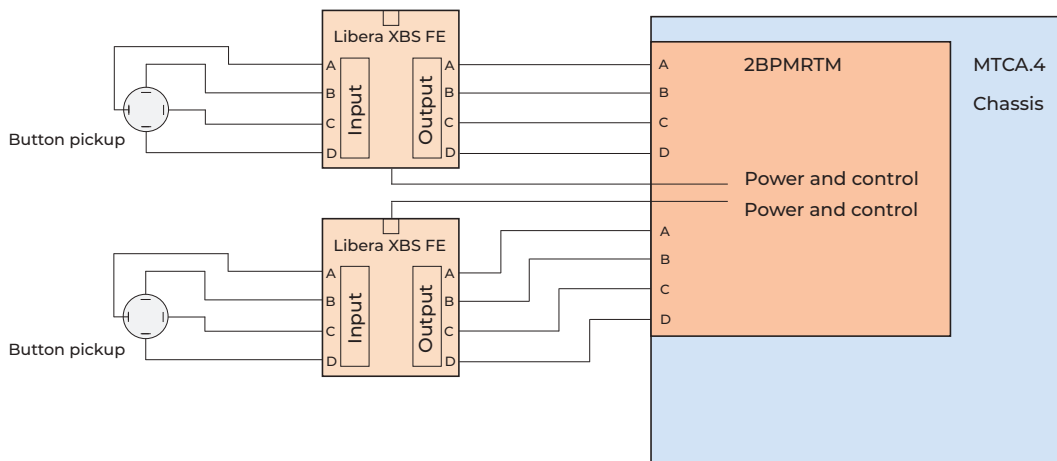 Libera XBS FE
A
B
C
D
Input
Output
A
B
C
D
Button pickup
A
B
C
D
2BPMRTM
MTCA.4
Chassis
Power and control
Power and control
A
B
C
D
Libera XBS FE
A
B
C
D
Input
Output
A
B
C
D
Button pickup